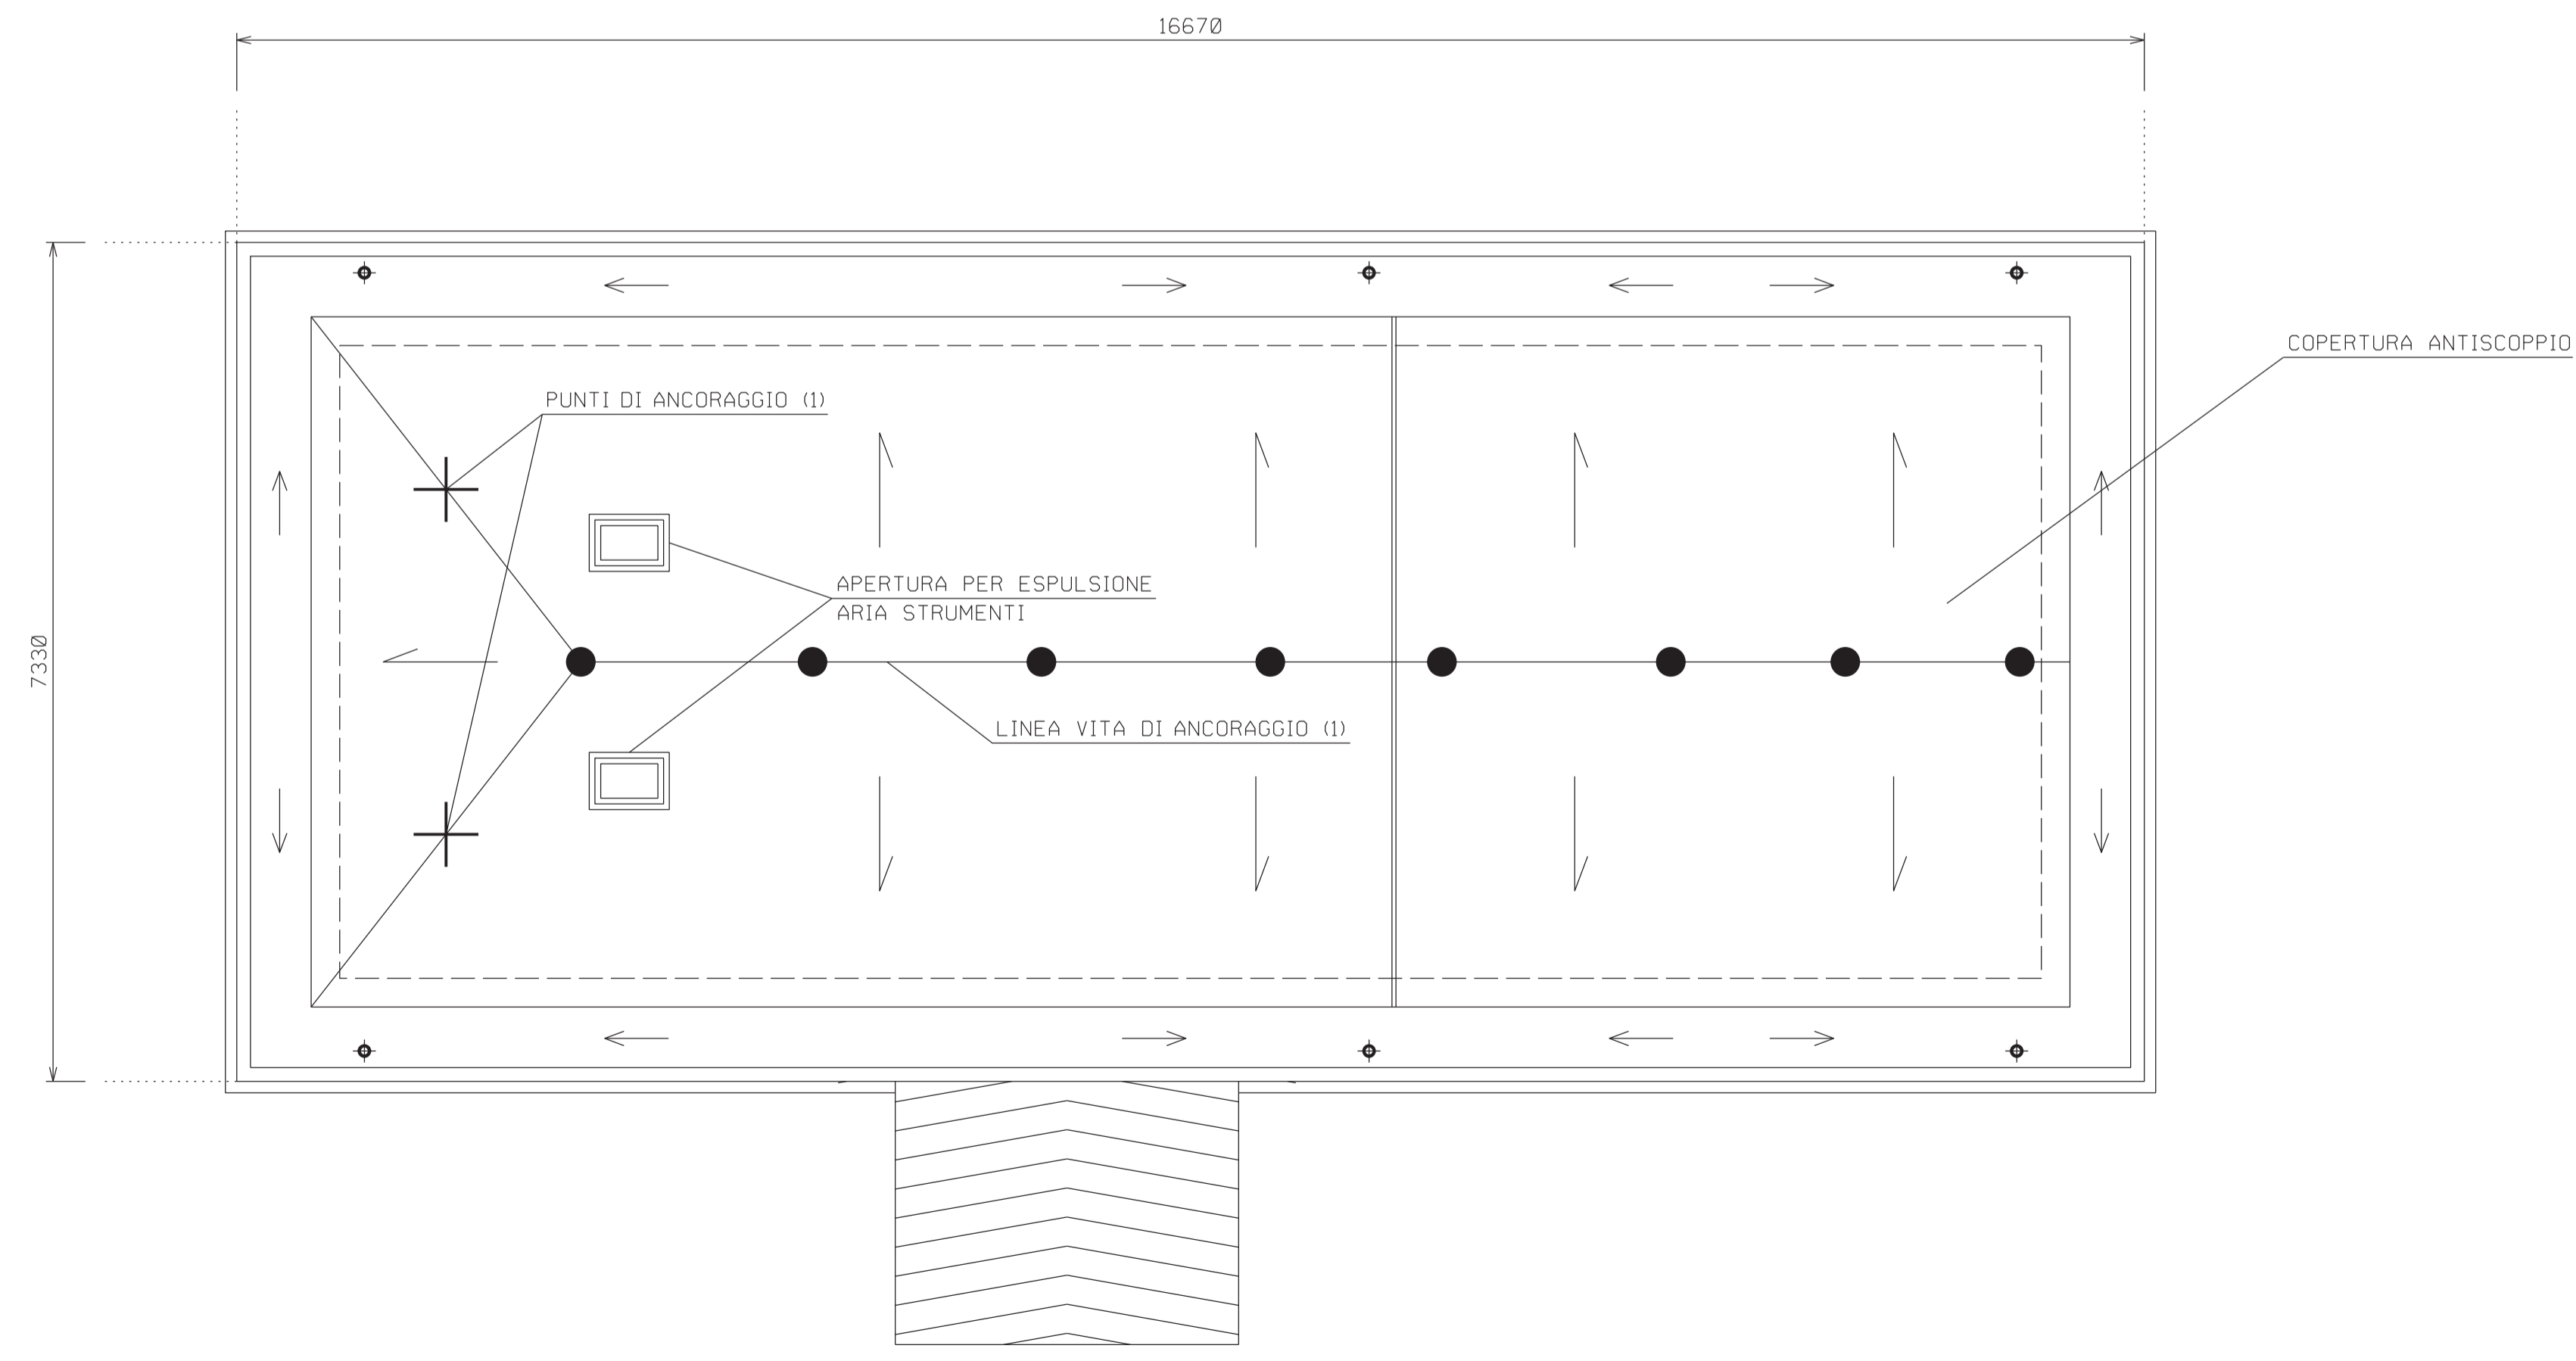 16670
COPERTURA ANTISCOPPIO
PUNTI DI ANCORAGGIO (1)
APERTURA PER ESPULSIONE
ARIA STRUMENTI
7330
LINEA VITA DI ANCORAGGIO (1)